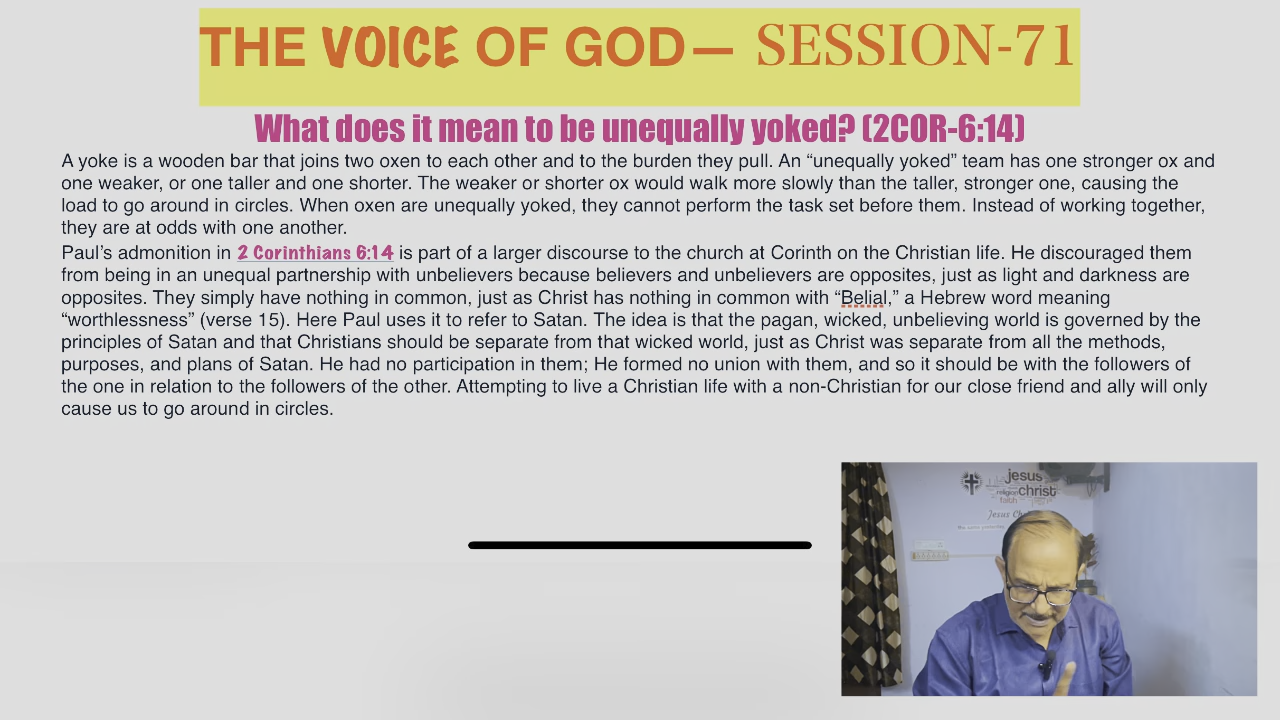 THE VOICE OF GOD— SESSION-71
What does it mean to be unequally yoked? (2COR-6:14)
A yoke is a wooden bar that joins two oxen to each other and to the burden they pull. An “unequally yoked” team has one stronger ox and
one weaker, or one taller and one shorter. The weaker or shorter ox would walk more slowly than the taller, stronger one, causing the
load to go around in circles. When oxen are unequally yoked, they cannot perform the task set before them. Instead of working together,
they are at odds with one another.
Paul’s admonition in 2 Corinthians 6:14 is part of a larger discourse to the church at Corinth on the Christian life. He discouraged them
from being in an unequal partnership with unbelievers because believers and unbelievers are opposites, just as light and darkness are
opposites. They simply have nothing in common, just as Christ has nothing in common with “Belial,” a Hebrew word meaning
“worthlessness” (verse 15). Here Paul uses it to refer to Satan. The idea is that the pagan, wicked, unbelieving world is governed by the
principles of Satan and that Christians should be separate from that wicked world, just as Christ was separate from all the methods,
purposes, and plans of Satan. He had no participation in them; He formed no union with them, and so it should be with the followers of
the one in relation to the followers of the other. Attempting to live a Christian life with a non-Christian for our close friend and ally will only
cause us to go around in circles.
jesus
religion christ
faith
Jesus